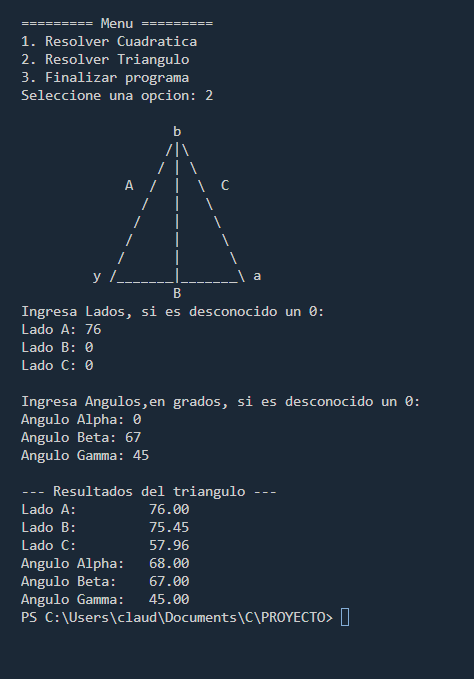 ========= Menu =========
1. Resolver Cuadratica
2. Resolver Triangulo
3. Finalizar programa
Seleccione una opcion: 2

                   b
                  /|\
                 / | \
             A  /  |  \  C
               /   |   \
              /    |    \
             /     |     \
            /      |      \
         y /_______|_______\ a
                   B
Ingresa Lados, si es desconocido un 0:
Lado A: 76
Lado B: 0
Lado C: 0

Ingresa Angulos,en grados, si es desconocido un 0:
Angulo Alpha: 0
Angulo Beta: 67
Angulo Gamma: 45

--- Resultados del triangulo ---
Lado A:         76.00
Lado B:         75.45
Lado C:         57.96
Angulo Alpha:   68.00
Angulo Beta:    67.00
Angulo Gamma:   45.00
PS C:\Users\claud\Documents\C\PROYECTO>